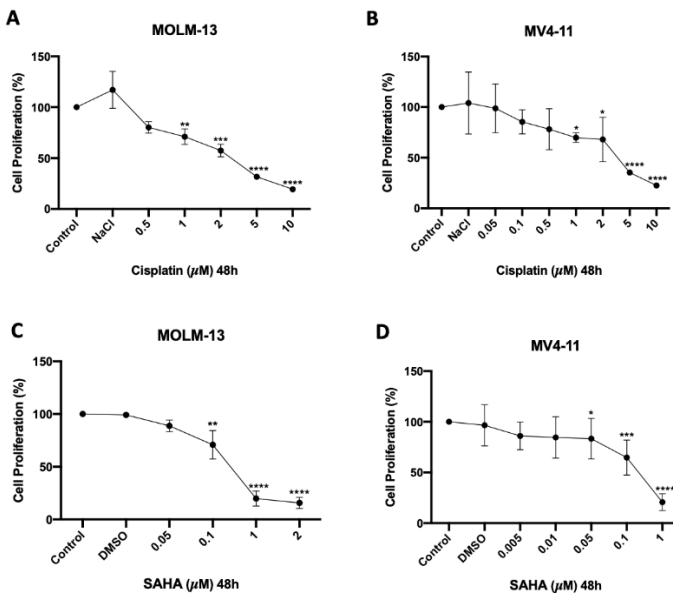 A
MOLM-13
Cell Proliferation (%)
150
100
50
0
** *** **** ****
Control NaCl 0.5 1 2 5 10
Cisplatin (µM) 48h
B
MV4-11
Cell Proliferation (%)
150
100
50
0
* * **** ****
Control NaCl 0.05 0.1 0.5 1 2 5 10
Cisplatin (µM) 48h
C
MOLM-13
Cell Proliferation (%)
150
100
50
0
** **** ****
Control DMSO 0.05 0.1 1 2
SAHA (µM) 48h
D
MV4-11
Cell Proliferation (%)
150
100
50
0
* *** ****
Control DMSO 0.005 0.01 0.05 0.1 1
SAHA (µM) 48h